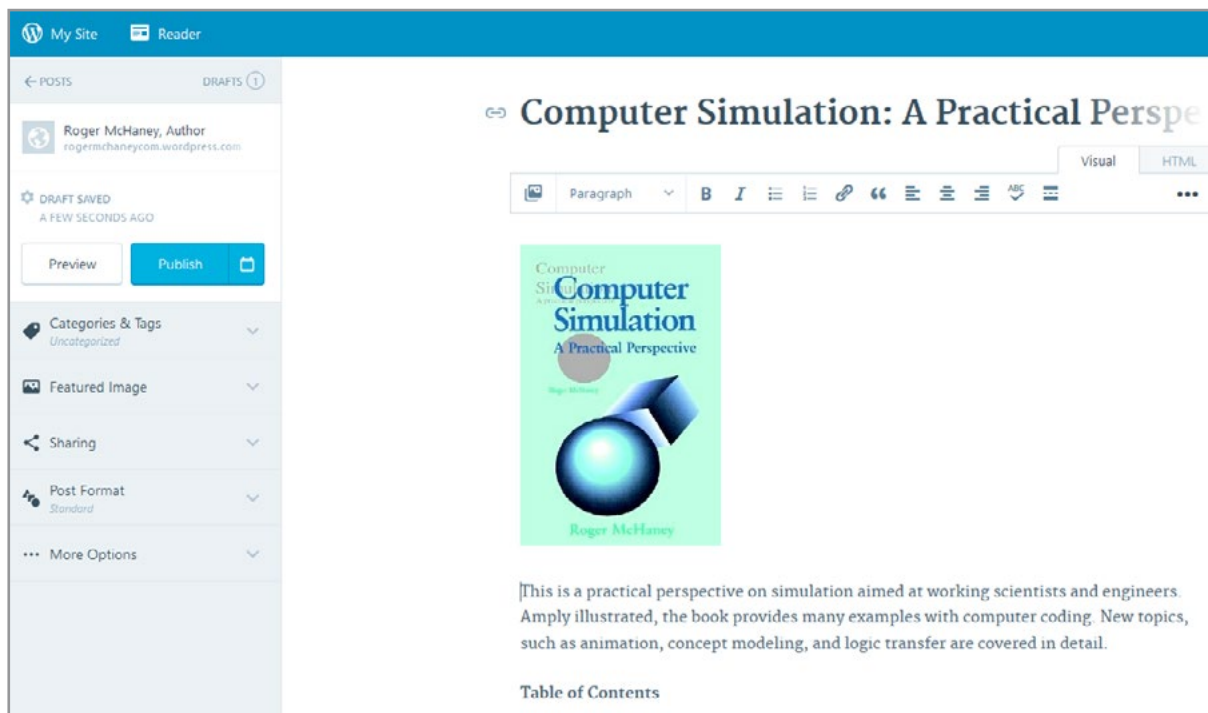 My Site Reader
POSTS DRAFTS 1
Roger McHaney, Author
rogermchaneycom.wordpress.com
DRAFT SAVED
A FEW SECONDS AGO
Preview Publish
Categories & Tags
Uncategorized
Featured Image
Sharing
Post Format
Standard
More Options
Computer Simulation: A Practical Perspe
Visual HTML
Paragraph B I ABC
Computer
Computer
Simulation
A Practical Perspective
Roger McHaney
Roger McHaney
This is a practical perspective on simulation aimed at working scientists and engineers.
Amply illustrated, the book provides many examples with computer coding. New topics,
such as animation, concept modeling, and logic transfer are covered in detail.
Table of Contents